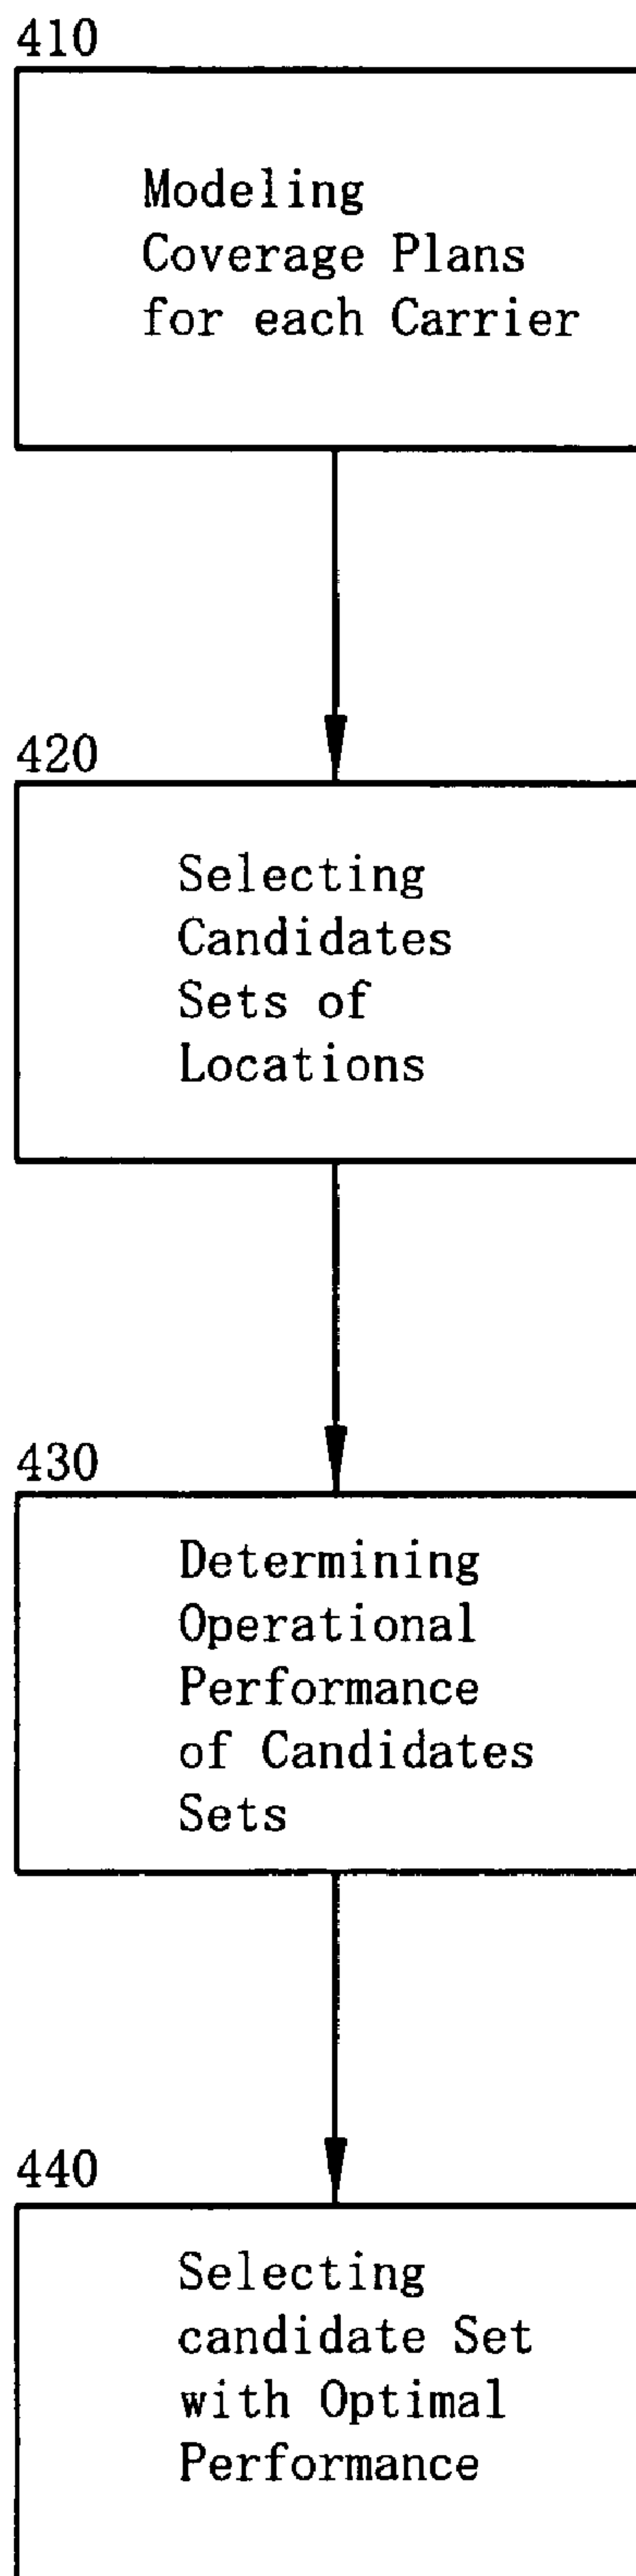 410
Modeling
Coverage Plans
for each Carrier
420
Selecting
Candidates
Sets of
Locations
430
Determining
Operational
Performance
of Candidates
Sets
440
Selecting
candidate Set
with Optimal
Performance